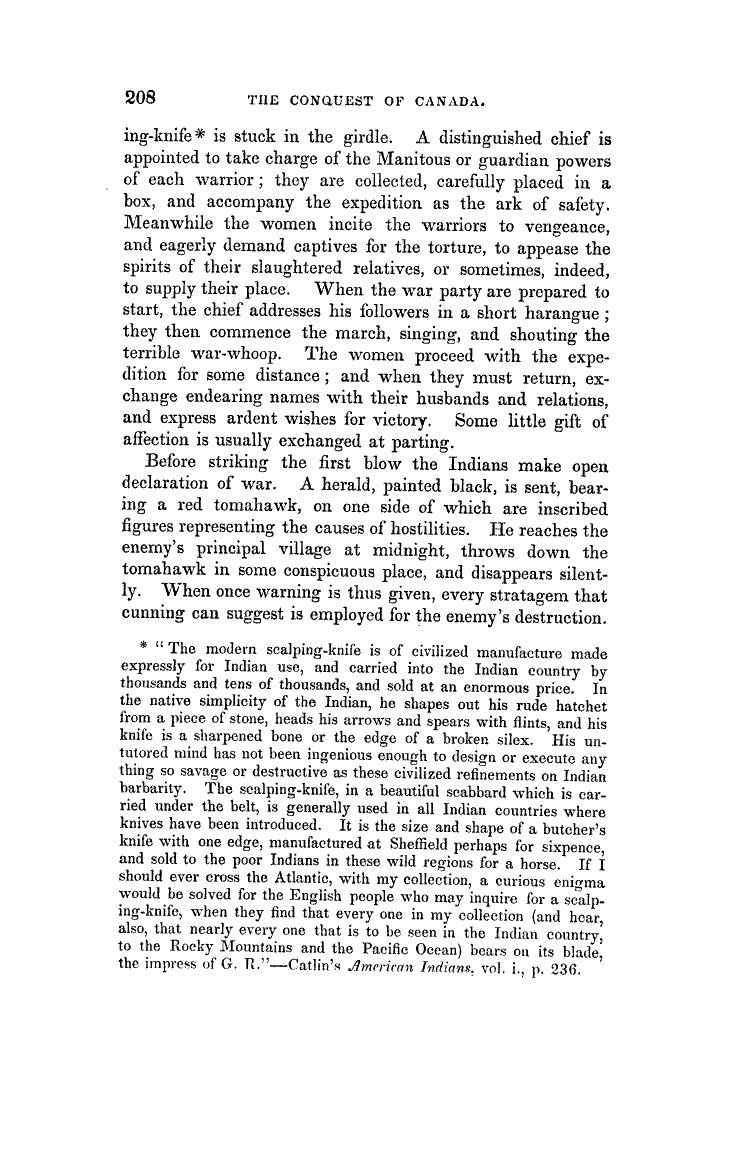 208 THE CONQUEST OF CANADA.
ing-knife* is stuck in the girdle. A distinguished chief is
appointed to take charge of the Manitous or guardian powers
of each warrior; they are collected, carefully placed in a
box, and accompany the expedition as the ark of safety.
Meanwhile the women incite the warriors to vengeance,
and eagerly demand captives for the torture, to appease the
spirits of their slaughtered relatives, or sometimes, indeed,
to supply their place. When the war party are prepared to
start, the chief addresses his followers in a short harangue;
they then commence the march, singing, and shouting the
terrible war-whoop. The women proceed with the expe-
dition for some distance; and when they must return, ex-
change endearing names with their husbands and relations,
and express ardent wishes for victory. Some little gift of
affection is usually exchanged at parting.
Before striking the first blow the Indians make open
declaration of war. A herald, painted black, is sent, bear-
ing a red tomahawk, on one side of which are inscribed
figures representing the causes of hostilities. He reaches the
enemy's principal village at midnight, throws down the
tomahawk in some conspicuous place, and disappears silent-
ly. When once warning is thus given, every stratagem that
cunning can suggest is employed for the enemy's destruction.
* "The modern scalping-knife is of civilized manufacture made
expressly for Indian use, and carried into the Indian country by
thousands and tens of thousands, and sold at an enormous price. In
the native simplicity of the Indian, he shapes out his rude hatchet
from a piece of stone, heads his arrows and spears with flints, and his
knife is a sharpened bone or the edge of a broken silex. His un-
tutored mind has not been ingenious enough to design or execute any
thing so savage or destructive as these civilized refinements on Indian
barbarity. The scalping-knife, in a beautiful scabbard which is car-
ried under the belt, is generally used in all Indian countries where
knives have been introduced. It is the size and shape of a butcher's
knife with one edge, manufactured at Sheffield perhaps for sixpence,
and sold to the poor Indians in these wild regions for a horse. If I
should ever cross the Atlantic, with my collection, a curious enigma
would be solved for the English people who may inquire for a scalp-
ing-knife, when they find that every one in my collection (and hear,
also, that nearly every one that is to be seen in the Indian country,
to the Rocky Mountains and the Pacific Ocean) bears on its blade,
the impress of G. R."—Catlin's American Indians, vol. i., p. 236.